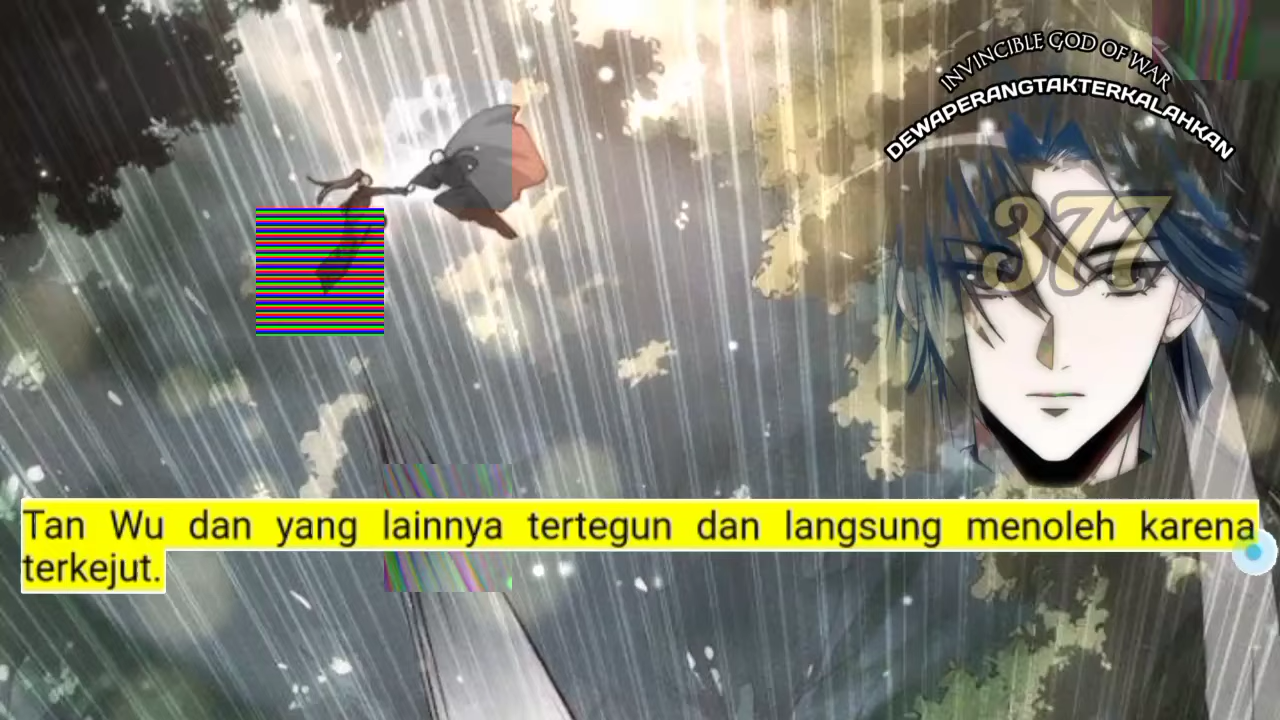 INVINCIBLE GOD OF WAR
DEWAPERANGTAKTERKALAHKAN
377
Tan Wu dan yang lainnya tertegun dan langsung menoleh karena
terkejut.